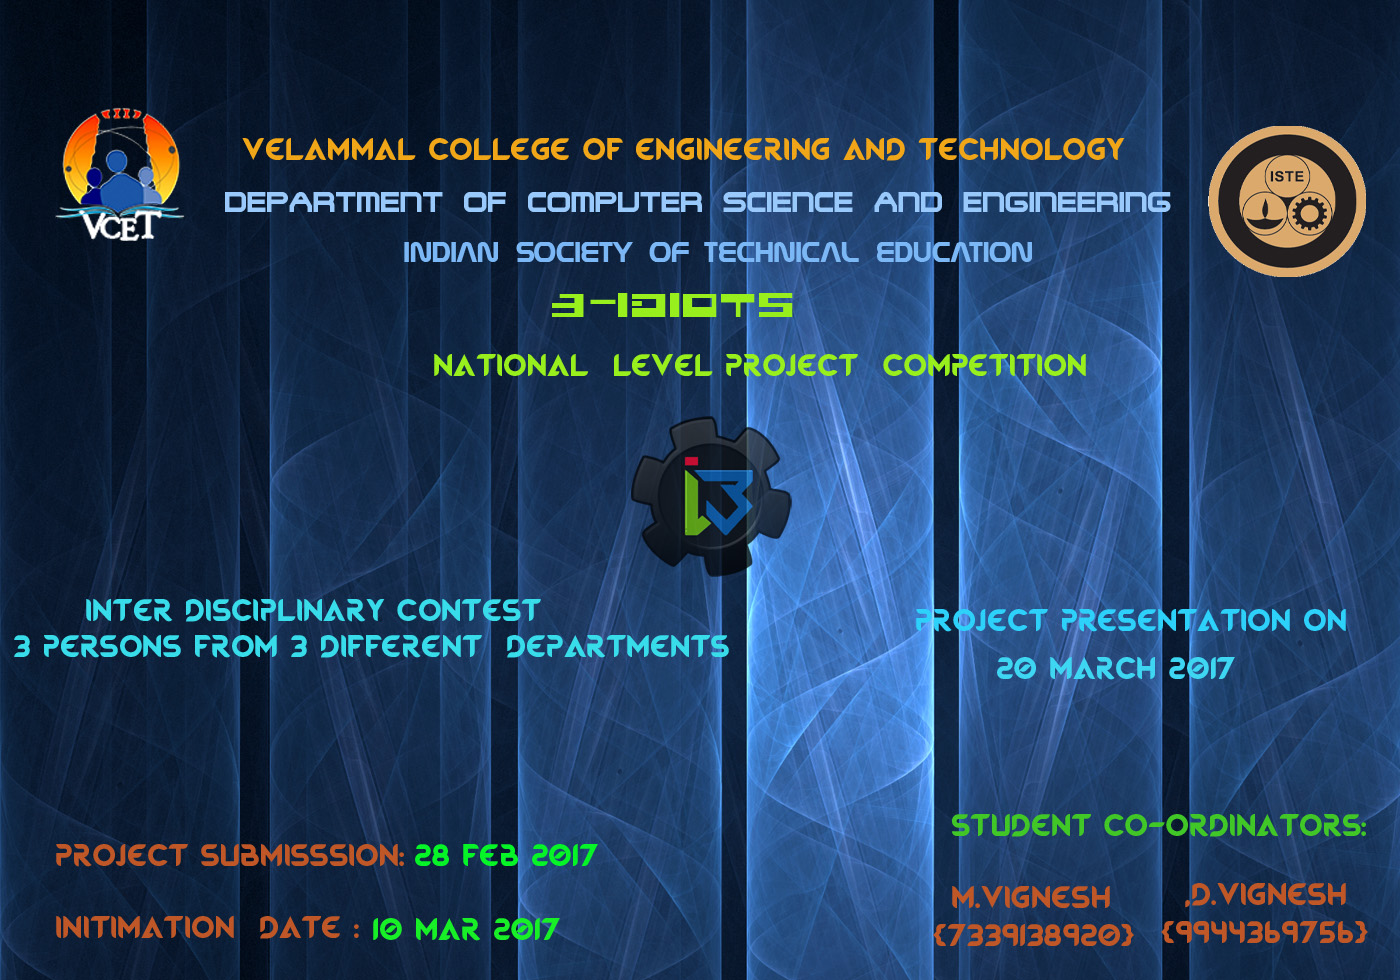 VELAMMAL COLLEGE OF ENGINEERING AND TECHNOLOGY
VCET
ISTE
DEPARTMENT OF COMPUTER SCIENCE AND ENGINEERING
INDIAN SOCIETY OF TECHNICAL EDUCATION
3-IDIOTS
NATIONAL LEVEL PROJECT COMPETITION
i3
INTER DISCIPLINARY CONTEST
3 PERSONS FROM 3 DIFFERENT DEPARTMENTS
PROJECT PRESENTATION ON
20 MARCH 2017
PROJECT SUBMISSSION: 28 FEB 2017
INITIMATION DATE : 10 MAR 2017
STUDENT CO-ORDINATORS:
M.VIGNESH ,D.VIGNESH
{7339138920} {9944369756}